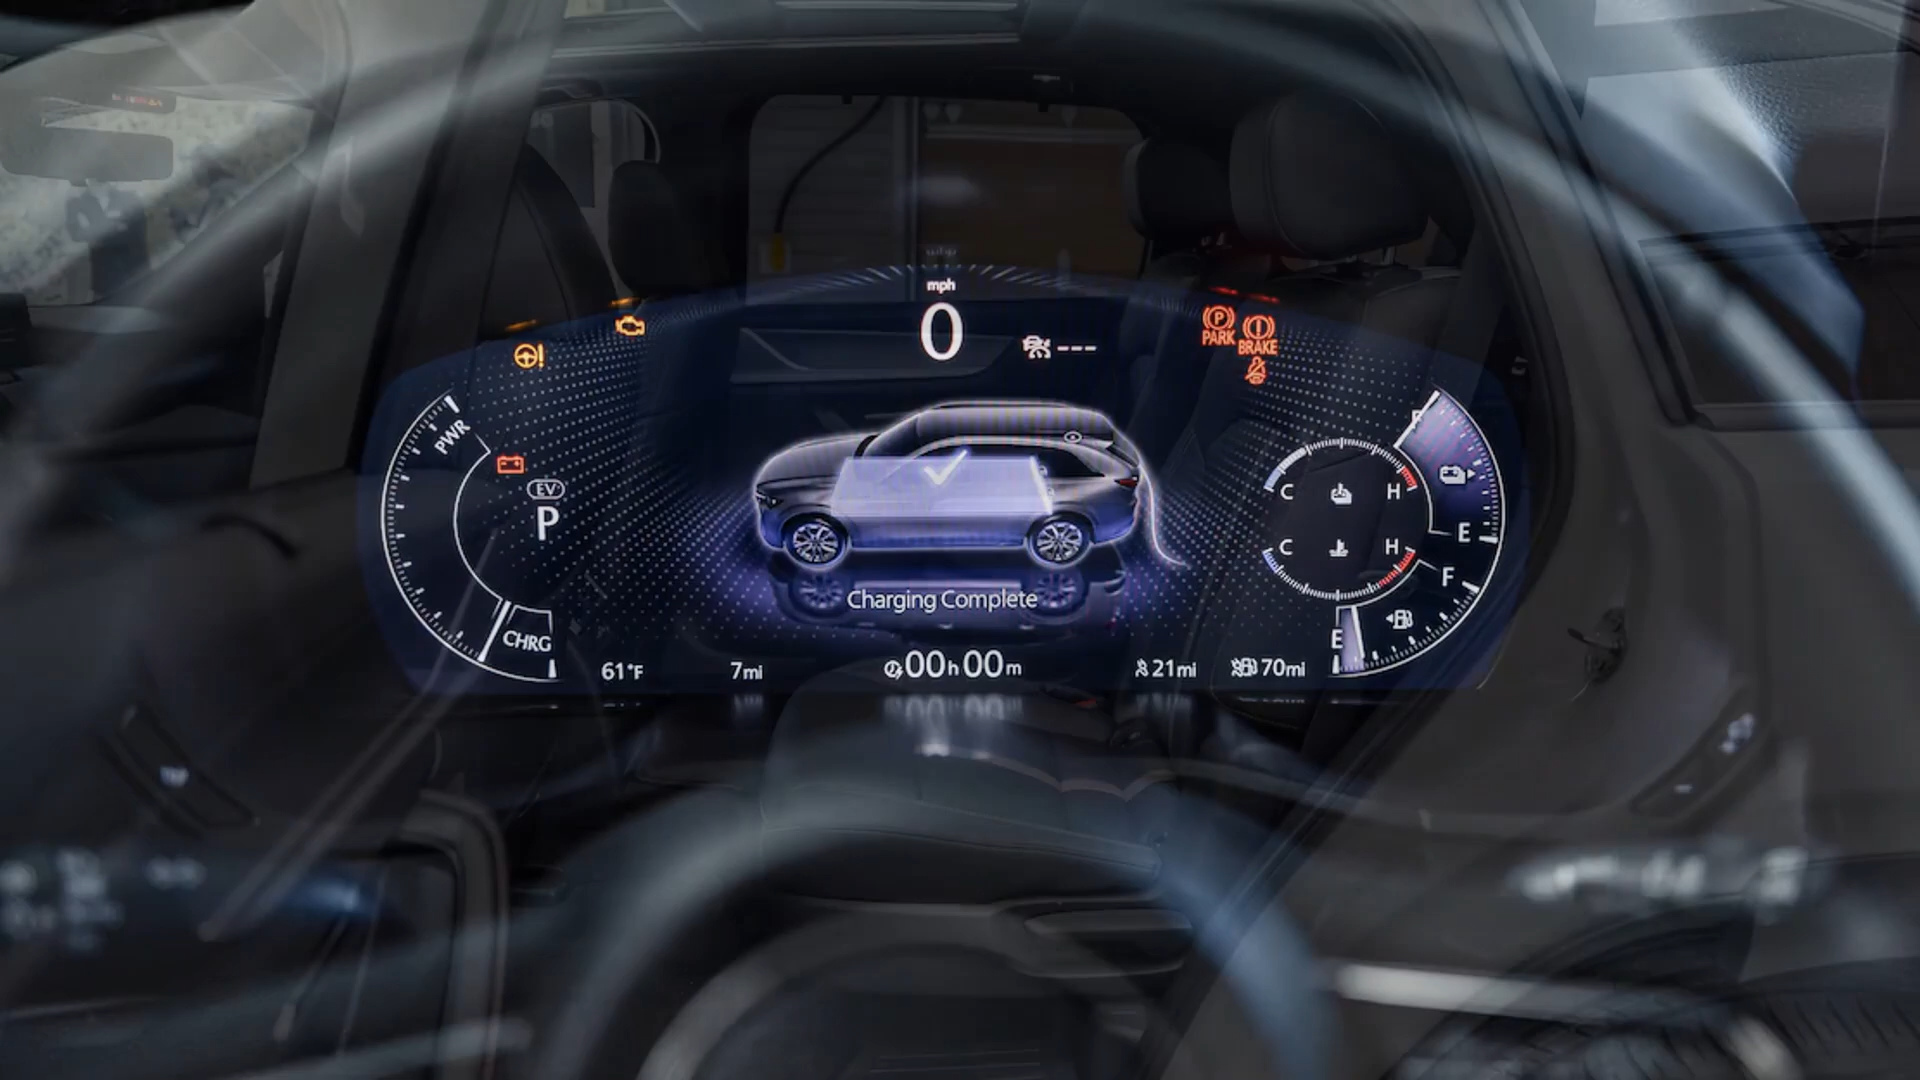 mph
0
---
PARK
BRAKE
PWR
EV
P
C H
E
C H
F
CHRG
E
Charging Complete
61°F 7mi 00h00m 21mi 70mi